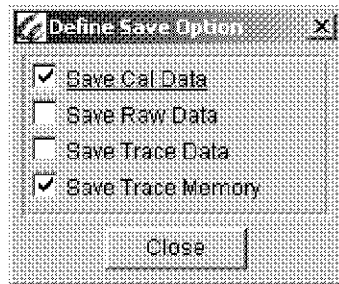 Define Save Option
Save Cal Data
Save Raw Data
Save Trace Data
Save Trace Memory
Close